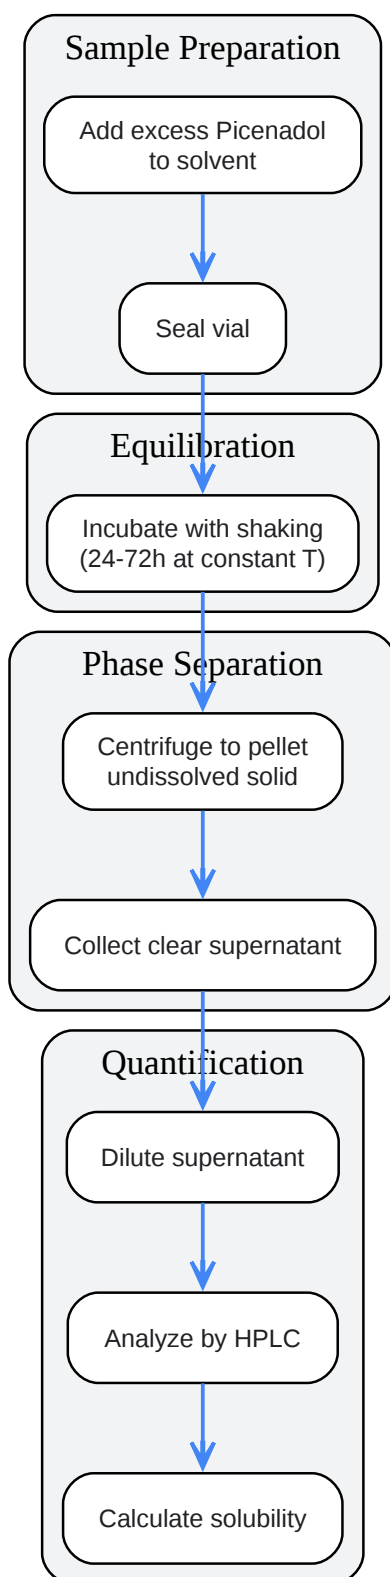 Sample Preparation
Add excess Picenadol
to solvent
Seal vial
Equilibration
Incubate with shaking
(24-72h at constant T)
Phase Separation
Centrifuge to pellet
undissolved solid
Collect clear supernatant
Quantification
Dilute supernatant
Analyze by HPLC
Calculate solubility